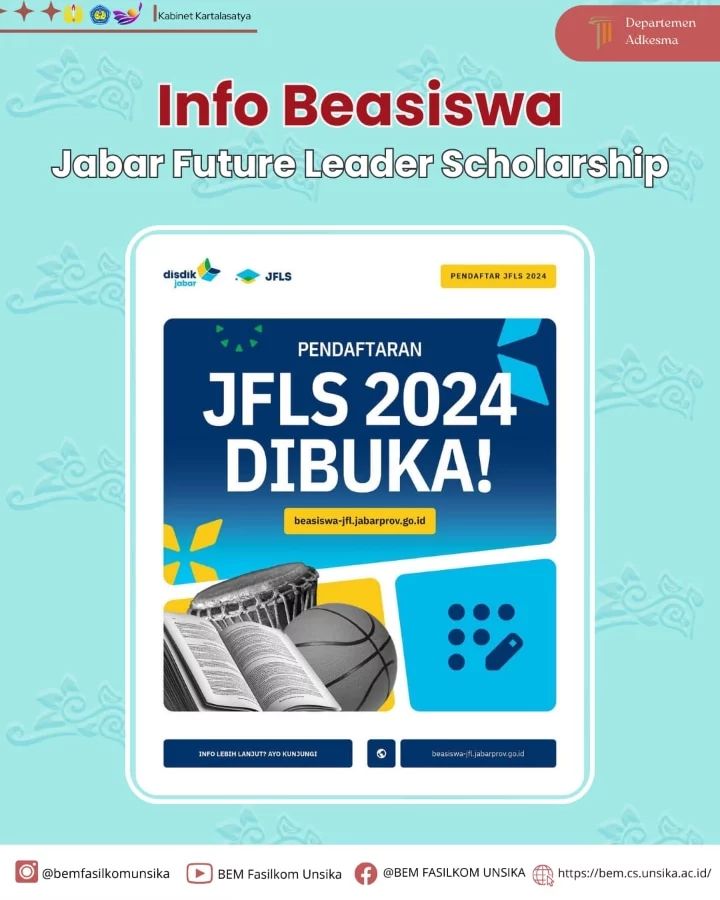 Kabinet Kartalasatya
Departemen
Adkesma
Info Beasiswa
Jabar Future Leader Scholarship
disdik
jabar
JFLS
PENDAFTAR JFLS 2024
PENDAFTARAN
JFLS 2024
DIBUKA!
beasiswa-jfl.jabarprov.go.id
INFO LEBIH LANJUT? AYO KUNJUNGI
beasiswa-jfl.jabarprov.go.id
@bemfasilkomunsika
BEM Fasilkom Unsika
@BEM FASILKOM UNSIKA
https://bem.cs.unsika.ac.id/